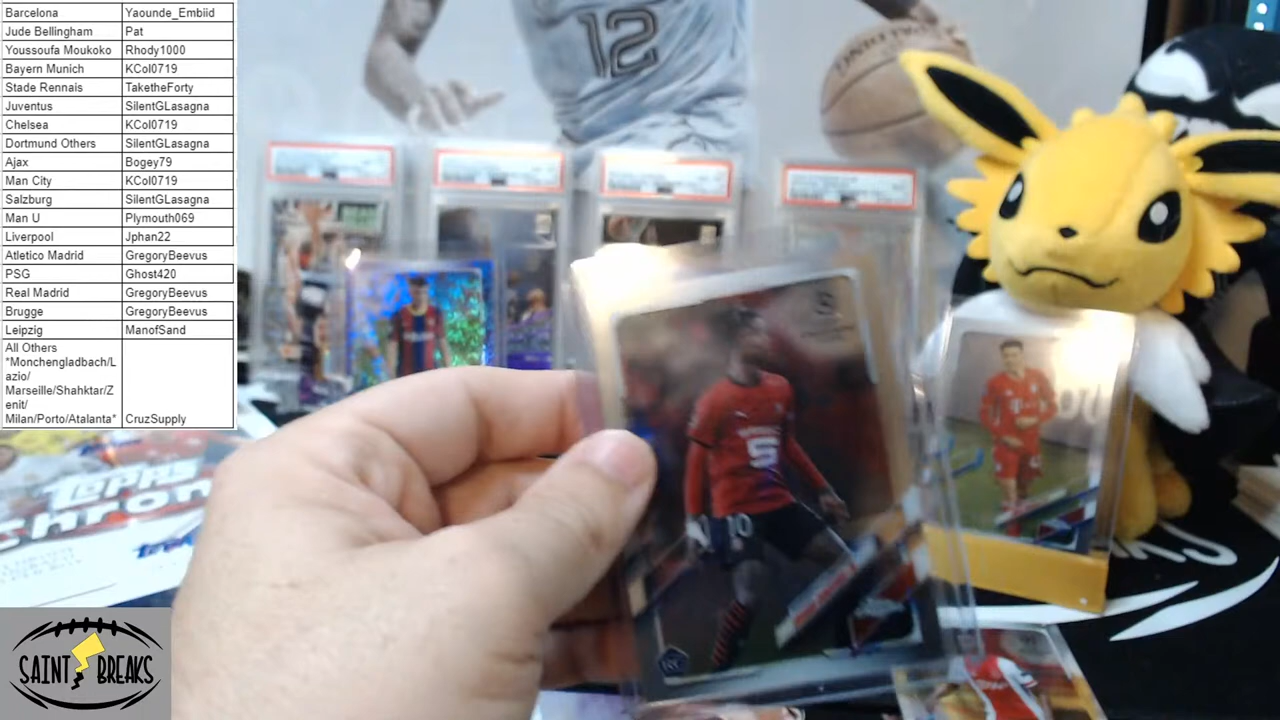 Barcelona Yaounde_Embiid
Jude Bellingham Pat
Youssoufa Moukoko Rhody1000
Bayern Munich KCol0719
Stade Rennais TaketheForty
Juventus SilentGLasagna
Chelsea KCol0719
Dortmund Others SilentGLasagna
Ajax Bogey79
Man City KCol0719
Salzburg SilentGLasagna
Man U Plymouth069
Liverpool Jphan22
Atletico Madrid GregoryBeevus
PSG Ghost420
Real Madrid GregoryBeevus
Brugge GregoryBeevus
Leipzig ManofSand
All Others
*Monchengladbach/L
azio/
Marseille/Shahktar/Z
enit/
Milan/Porto/Atalanta* CruzSupply
12
Topps
Chrom
10
RC
SAINT BREAKS